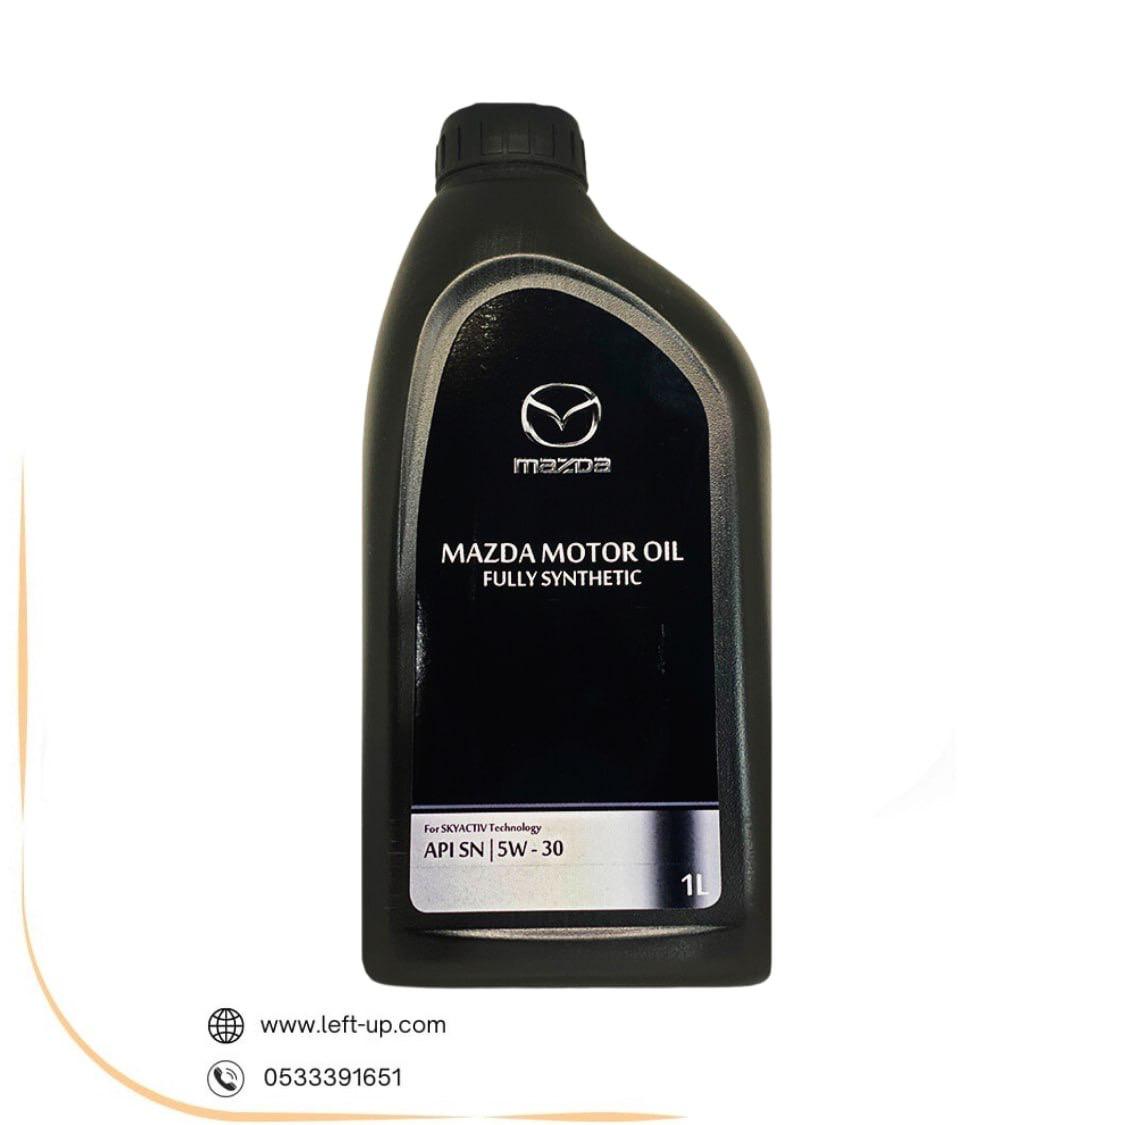 mazda
MAZDA MOTOR OIL
FULLY SYNTHETIC
For SKYACTIV Technology
API SN | 5W - 30
1L
www.left-up.com
0533391651